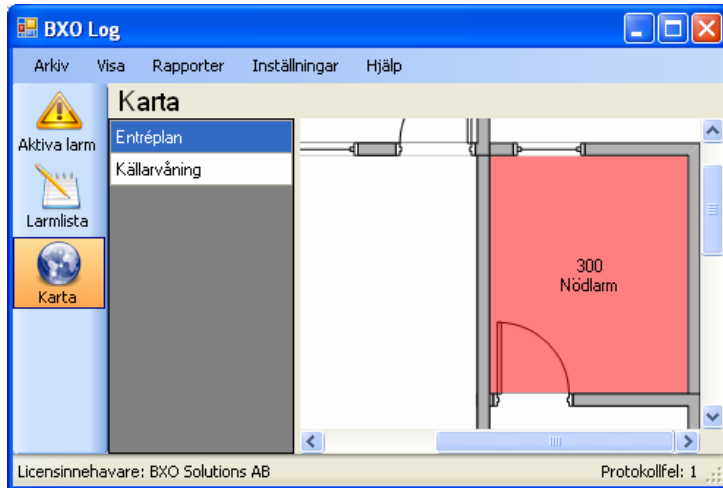 BXO Log
Arkiv Visa Rapporter Inställningar Hjälp
Aktiva larm
Larmlista
Karta
Karta
Entréplan
Källarvåning
300
Nödlarm
Licensinnehavare: BXO Solutions AB Protokollfel: 1